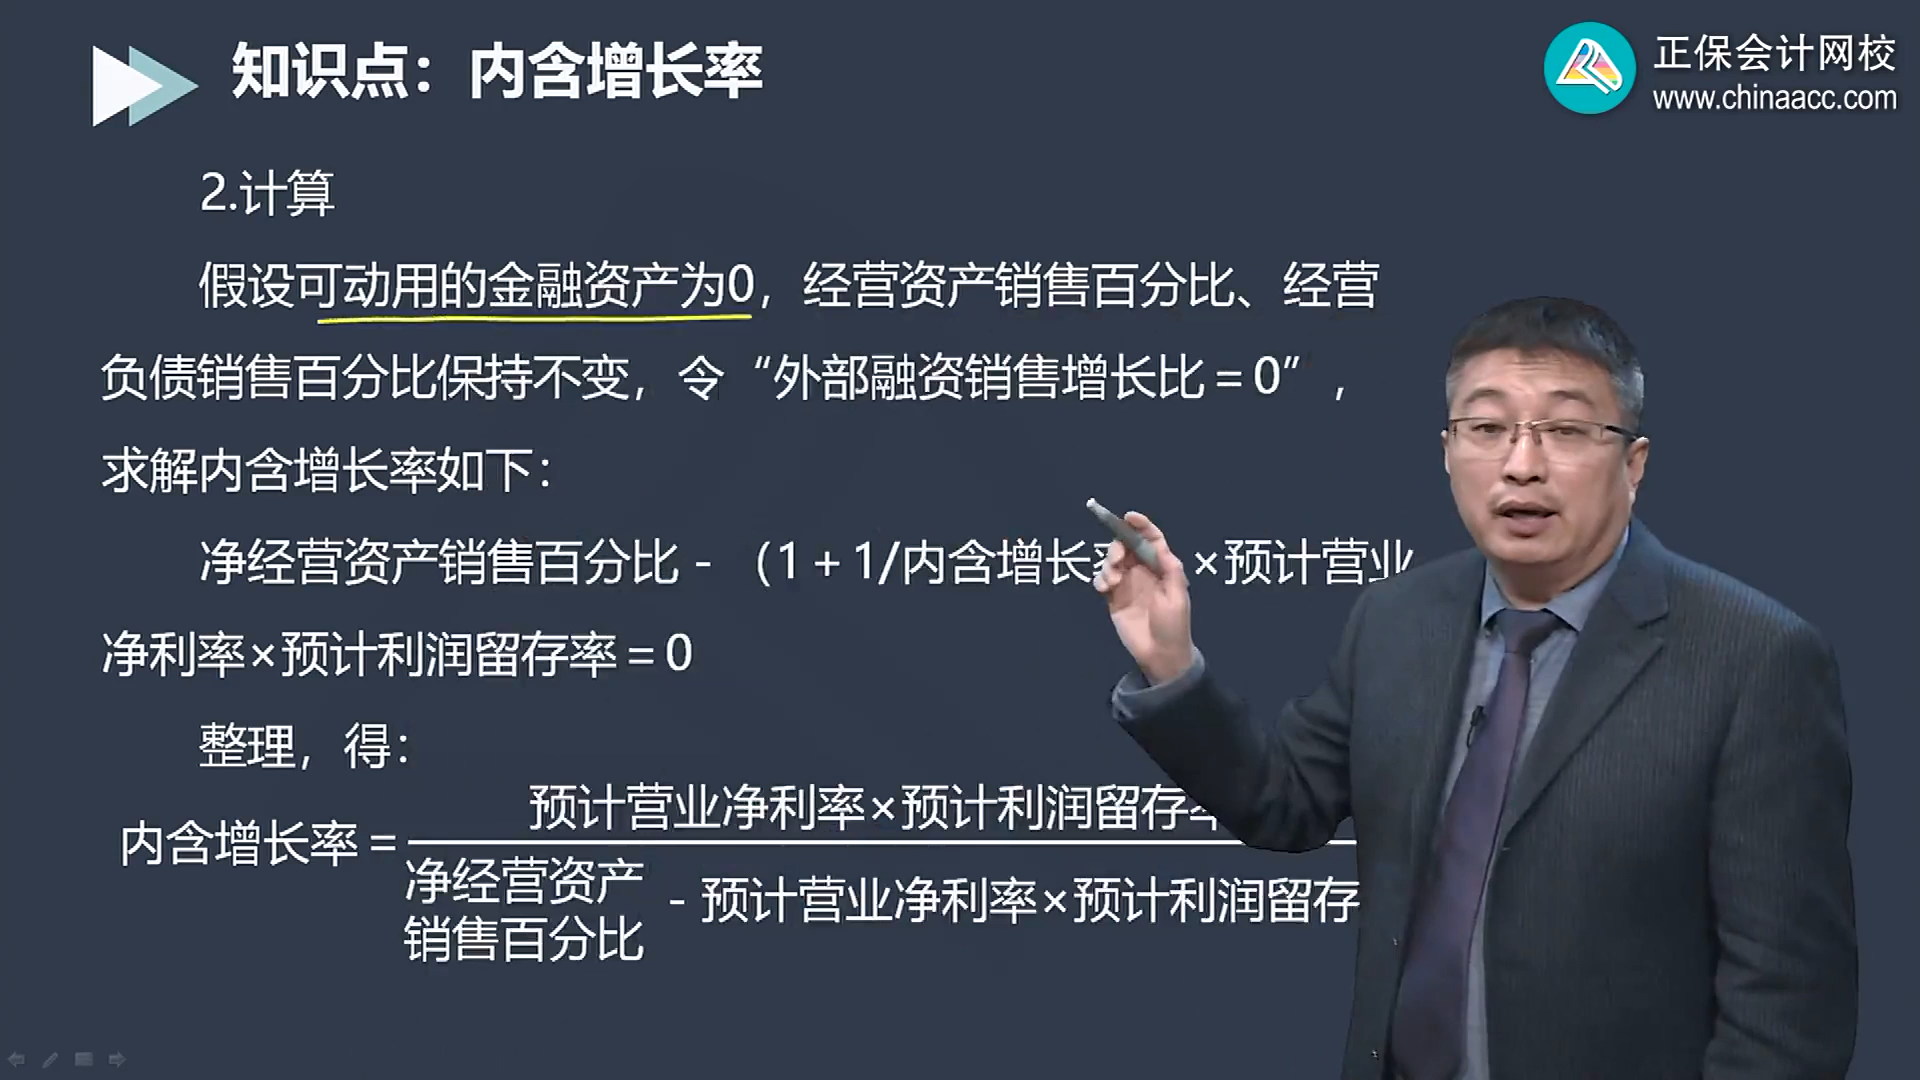 知识点：内含增长率
正保会计网校
www.chinaacc.com
2.计算
假设可动用的金融资产为0，经营资产销售百分比、经营
负债销售百分比保持不变，令“外部融资销售增长比＝0”，
求解内含增长率如下：
净经营资产销售百分比－（1＋1/内含增长 ×预计营业
净利率×预计利润留存率＝0
整理，得：
预计营业净利率×预计利润留存
内含增长率＝
净经营资产
销售百分比
－预计营业净利率×预计利润留存